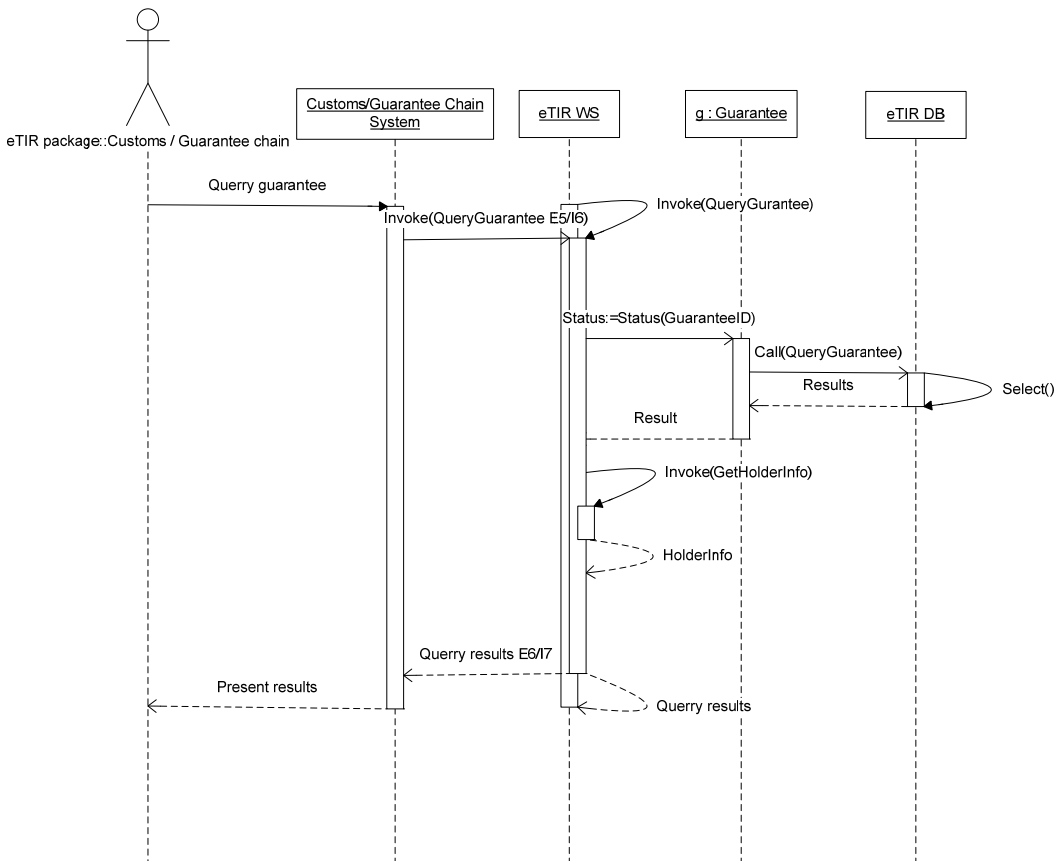 Customs/Guarantee Chain
System
eTIR WS
g : Guarantee
eTIR DB
eTIR package::Customs / Guarantee chain
Querry guarantee
Invoke(QueryGurantee)
Invoke(QueryGuarantee E5/I6)
Status:=Status(GuaranteeID)
Call(QueryGuarantee)
Results
Select()
Result
Invoke(GetHolderInfo)
HolderInfo
Querry results E6/I7
Present results
Querry results